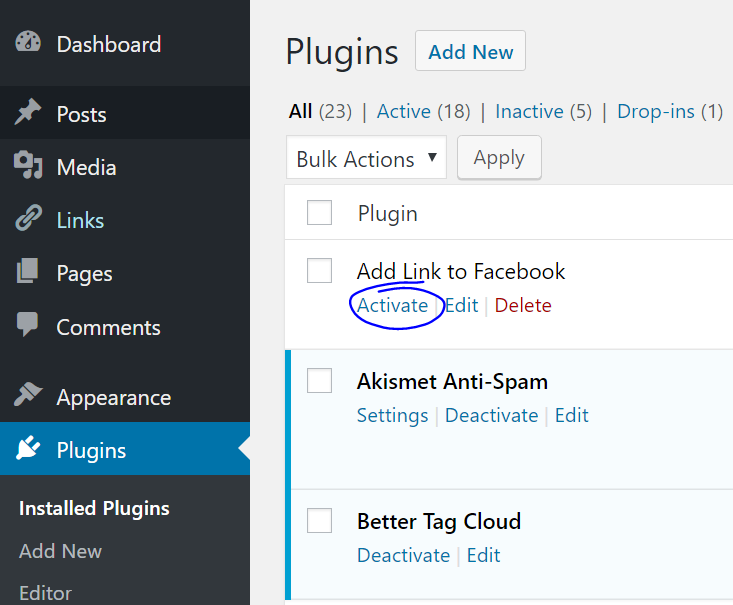 Dashboard
Posts
Media
Links
Pages
Comments
Appearance
Plugins
Installed Plugins
Add New
Editor
Plugins Add New
All (23) | Active (18) | Inactive (5) | Drop-ins (1)
Bulk Actions ▼ Apply
Plugin
Add Link to Facebook
Activate | Edit | Delete
Akismet Anti-Spam
Settings | Deactivate | Edit
Better Tag Cloud
Deactivate | Edit